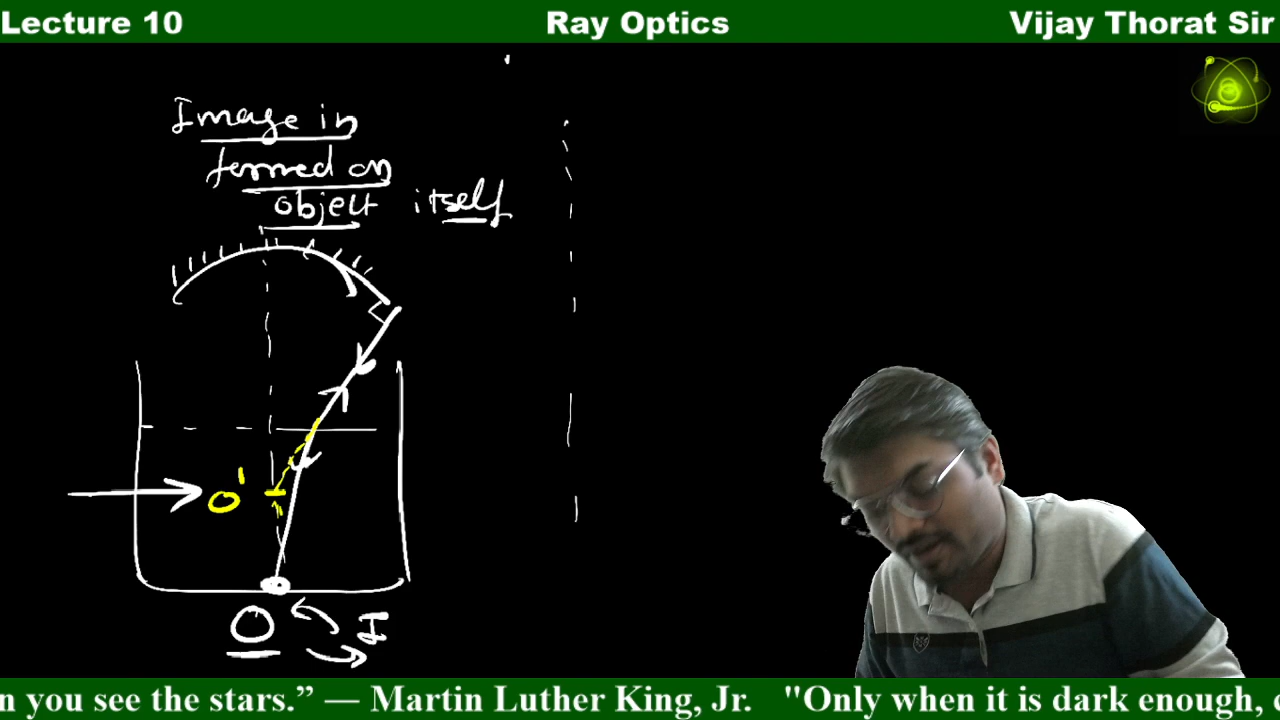 Lecture 10
Ray Optics
Vijay Thorat Sir
Image in
formed on
object itself
O'
O
I
n you see the stars.” — Martin Luther King, Jr. "Only when it is dark enough,